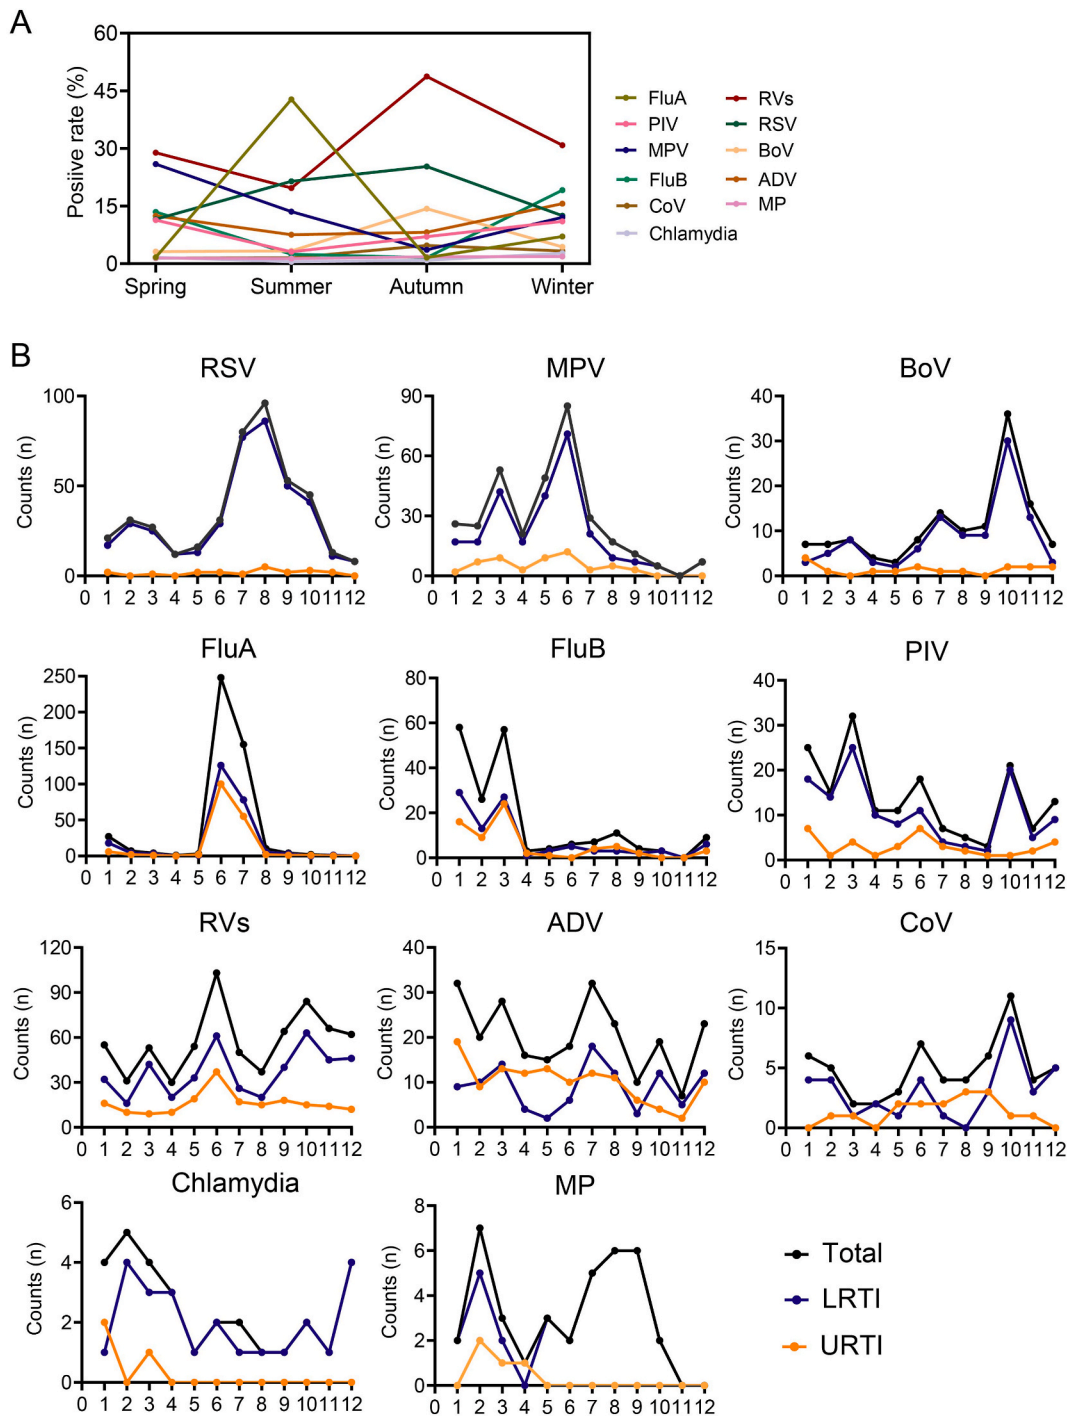 A
Posiive rate (%)
60
45
30
15
0
Spring Summer Autumn Winter
FluA RVs
PIV RSV
MPV BoV
FluB ADV
CoV MP
Chlamydia
B
RSV
Counts (n)
100
50
0
0 1 2 3 4 5 6 7 8 9 10 11 12
MPV
Counts (n)
90
60
30
0
0 1 2 3 4 5 6 7 8 9 10 11 12
BoV
Counts (n)
40
30
20
10
0
0 1 2 3 4 5 6 7 8 9 10 11 12
FluA
Counts (n)
250
200
150
100
50
0
0 1 2 3 4 5 6 7 8 9 10 11 12
FluB
Counts (n)
80
60
40
20
0
0 1 2 3 4 5 6 7 8 9 10 11 12
PIV
Counts (n)
40
30
20
10
0
0 1 2 3 4 5 6 7 8 9 10 11 12
RVs
Counts (n)
120
90
60
30
0
0 1 2 3 4 5 6 7 8 9 10 11 12
ADV
Counts (n)
40
30
20
10
0
0 1 2 3 4 5 6 7 8 9 10 11 12
CoV
Counts (n)
15
10
5
0
0 1 2 3 4 5 6 7 8 9 10 11 12
Chlamydia
Counts (n)
6
4
2
0
0 1 2 3 4 5 6 7 8 9 10 11 12
MP
Counts (n)
8
6
4
2
0
0 1 2 3 4 5 6 7 8 9 10 11 12
Total
LRTI
URTI